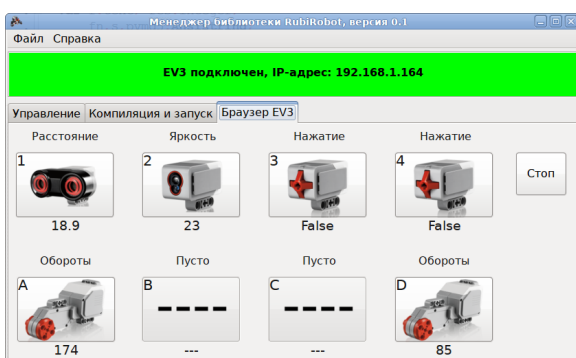 Менеджер библиотеки RubiRobot, версия 0.1
Файл Справка
EV3 подключен, IP-адрес: 192.168.1.164
Управление Компиляция и запуск Браузер EV3
Расстояние Яркость Нажатие Нажатие
1 2 3 4 Стоп
18.9 23 False False
Обороты Пусто Пусто Обороты
A B C D
---- ----
174 --- --- 85